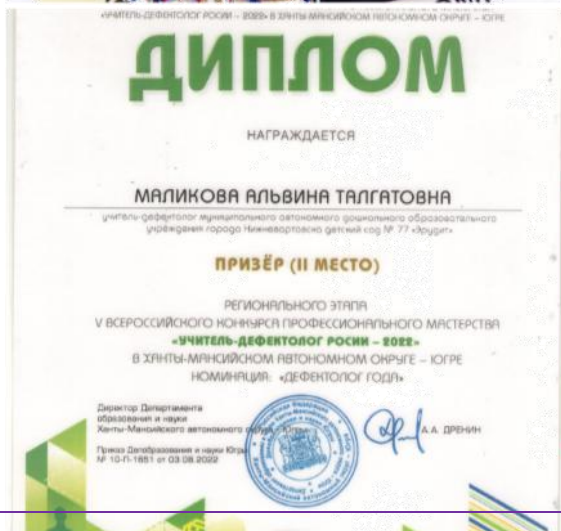 «УЧИТЕЛЬ-ДЕФЕКТОЛОГ РОСИИ – 2022» В ХАНТЫ-МАНСИЙСКОМ АВТОНОМНОМ ОКРУГЕ – ЮГРЕ
ДИПЛОМ
НАГРАЖДАЕТСЯ
МАЛИКОВА АЛЬВИНА ТАЛГАТОВНА
учитель-дефектолог муниципального автономного дошкольного образовательного
учреждения города Нижневартовска детский сад № 77 «Эрудит»
ПРИЗЁР (II МЕСТО)
РЕГИОНАЛЬНОГО ЭТАПА
V ВСЕРОССИЙСКОГО КОНКУРСА ПРОФЕССИОНАЛЬНОГО МАСТЕРСТВА
«УЧИТЕЛЬ-ДЕФЕКТОЛОГ РОСИИ – 2022»
В ХАНТЫ-МАНСИЙСКОМ АВТОНОМНОМ ОКРУГЕ – ЮГРЕ
НОМИНАЦИЯ: «ДЕФЕКТОЛОГ ГОДА»
Директор Департамента
образования и науки
Ханты-Мансийского автономного округа - Югры
А.А. ДРЕНИН
Приказ Депобразования и науки Югры
№ 10-П-1651 от 03.08.2022